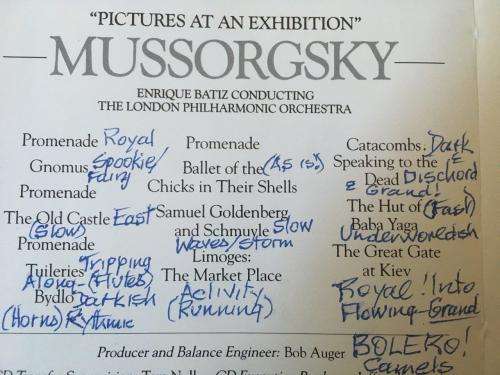 "PICTURES AT AN EXHIBITION"
MUSSORGSKY
ENRIQUE BATIZ CONDUCTING
THE LONDON PHILHARMONIC ORCHESTRA
Promenade Royal
Gnomus Spookie/
Fairy
Promenade
The Old Castle East
(Slow)
Promenade
Tuileries Tripping
Along-(Flutes)
Bydlo Darkish
(Horns) Rythmic
Promenade
Ballet of the (As is!)
Chicks in Their Shells
Samuel Goldenberg
and Schmuyle Slow
Waves/Storm
Limoges:
The Market Place
Activity
(Running)
Catacombs: Dark
Speaking to the &
Dead Dischord
& Grand!
The Hut of (Fast)
Baba Yaga
Underworldish
The Great Gate
at Kiev
Royal! Into
Flowing-Grand
Producer and Balance Engineer: Bob Auger
BOLERO!
Camels